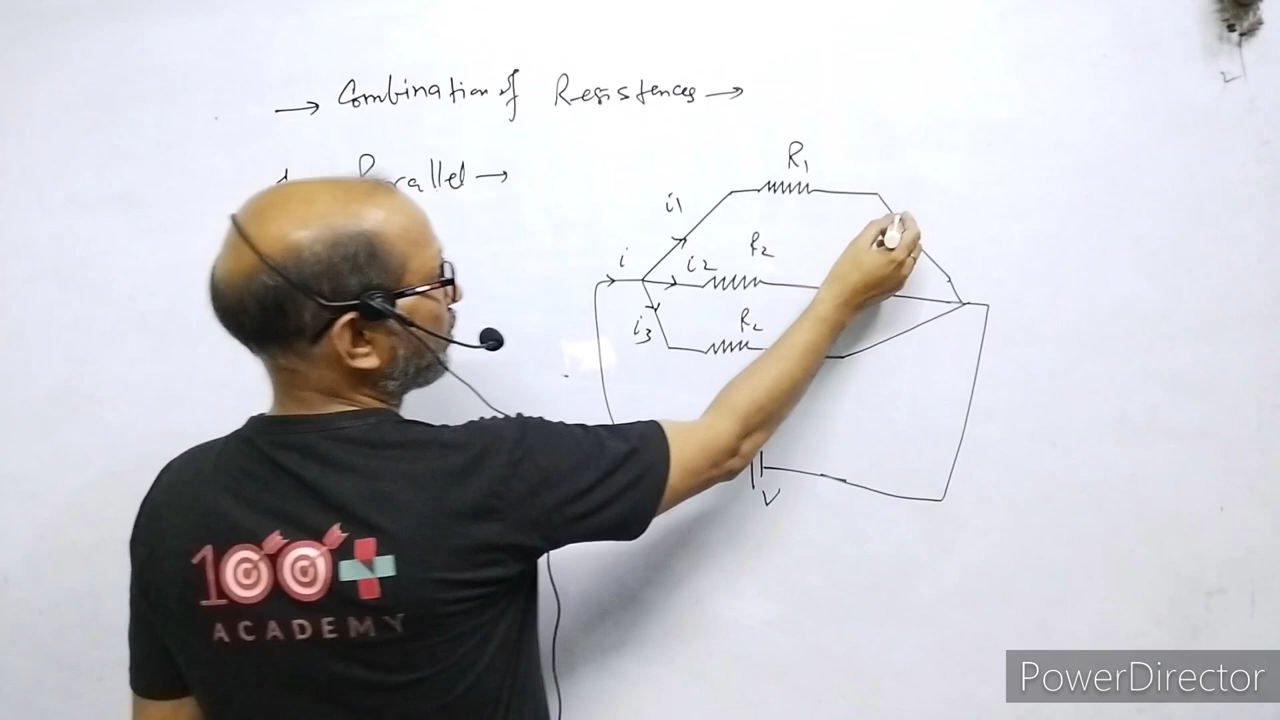 → Combination of Resistences →
Parallel →
R1
i1
i
i2
R2
i3
R2
V
100+
ACADEMY
PowerDirector